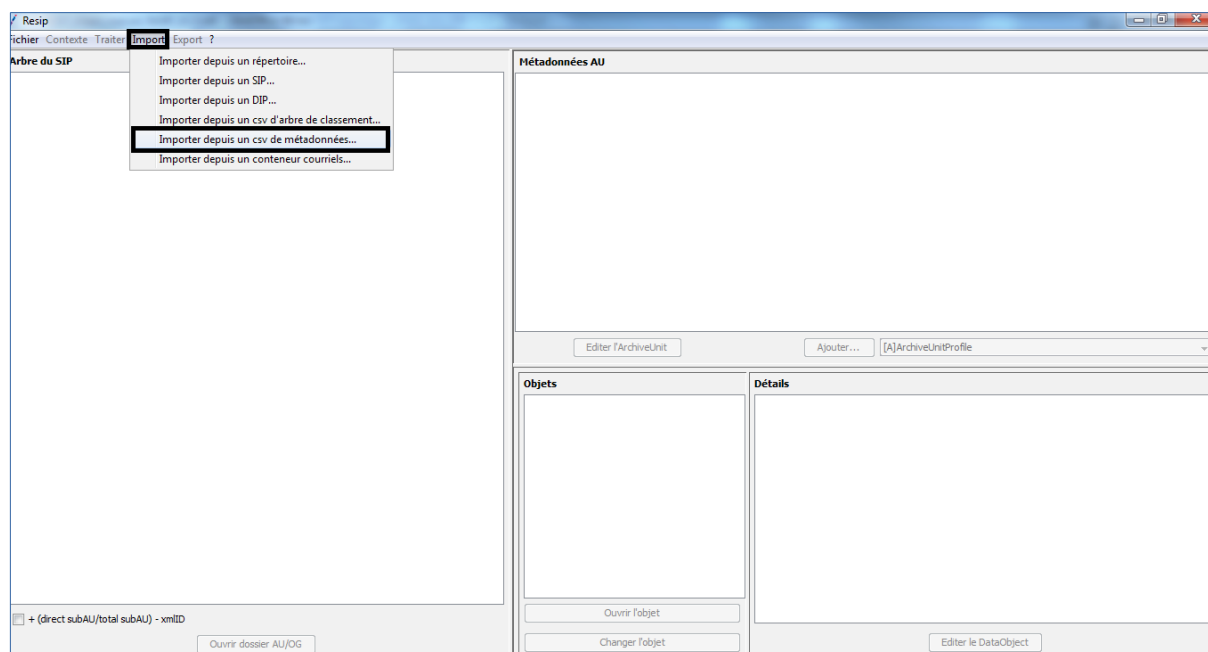 Resip
Fichier Contexte Traiter Import Export ?
Arbre du SIP
Importer depuis un répertoire...
Importer depuis un SIP...
Importer depuis un DIP...
Importer depuis un csv d'arbre de classement...
Importer depuis un csv de métadonnées...
Importer depuis un conteneur courriels...
Métadonnées AU
Editer l'ArchiveUnit
Ajouter...
[A]ArchiveUnitProfile
Objets
Détails
+ (direct subAU/total subAU) - xmlID
Ouvrir dossier AU/OG
Ouvrir l'objet
Changer l'objet
Editer le DataObject